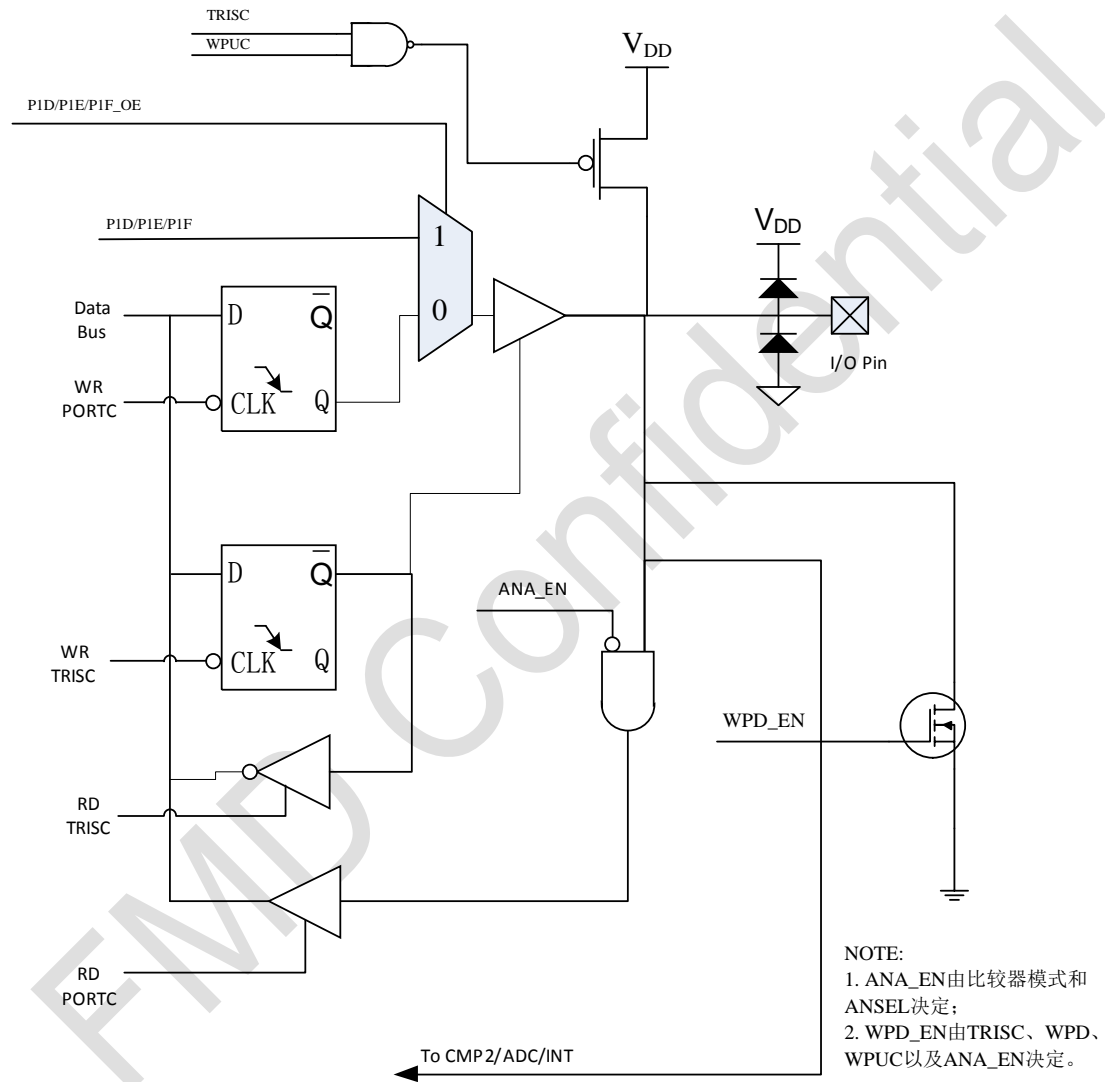 TRISC
WPUC
V_DD
P1D/P1E/P1F_OE
P1D/P1E/P1F
1
0
V_DD
Data
Bus
D
Q̅
WR
PORTC
CLK
Q
I/O Pin
D
Q̅
ANA_EN
WR
TRISC
CLK
Q
WPD_EN
RD
TRISC
RD
PORTC
NOTE:
1. ANA_EN由比较器模式和
ANSEL决定；
2. WPD_EN由TRISC、WPD、
WPUC以及ANA_EN决定。
To CMP2/ADC/INT
FMD Confidential